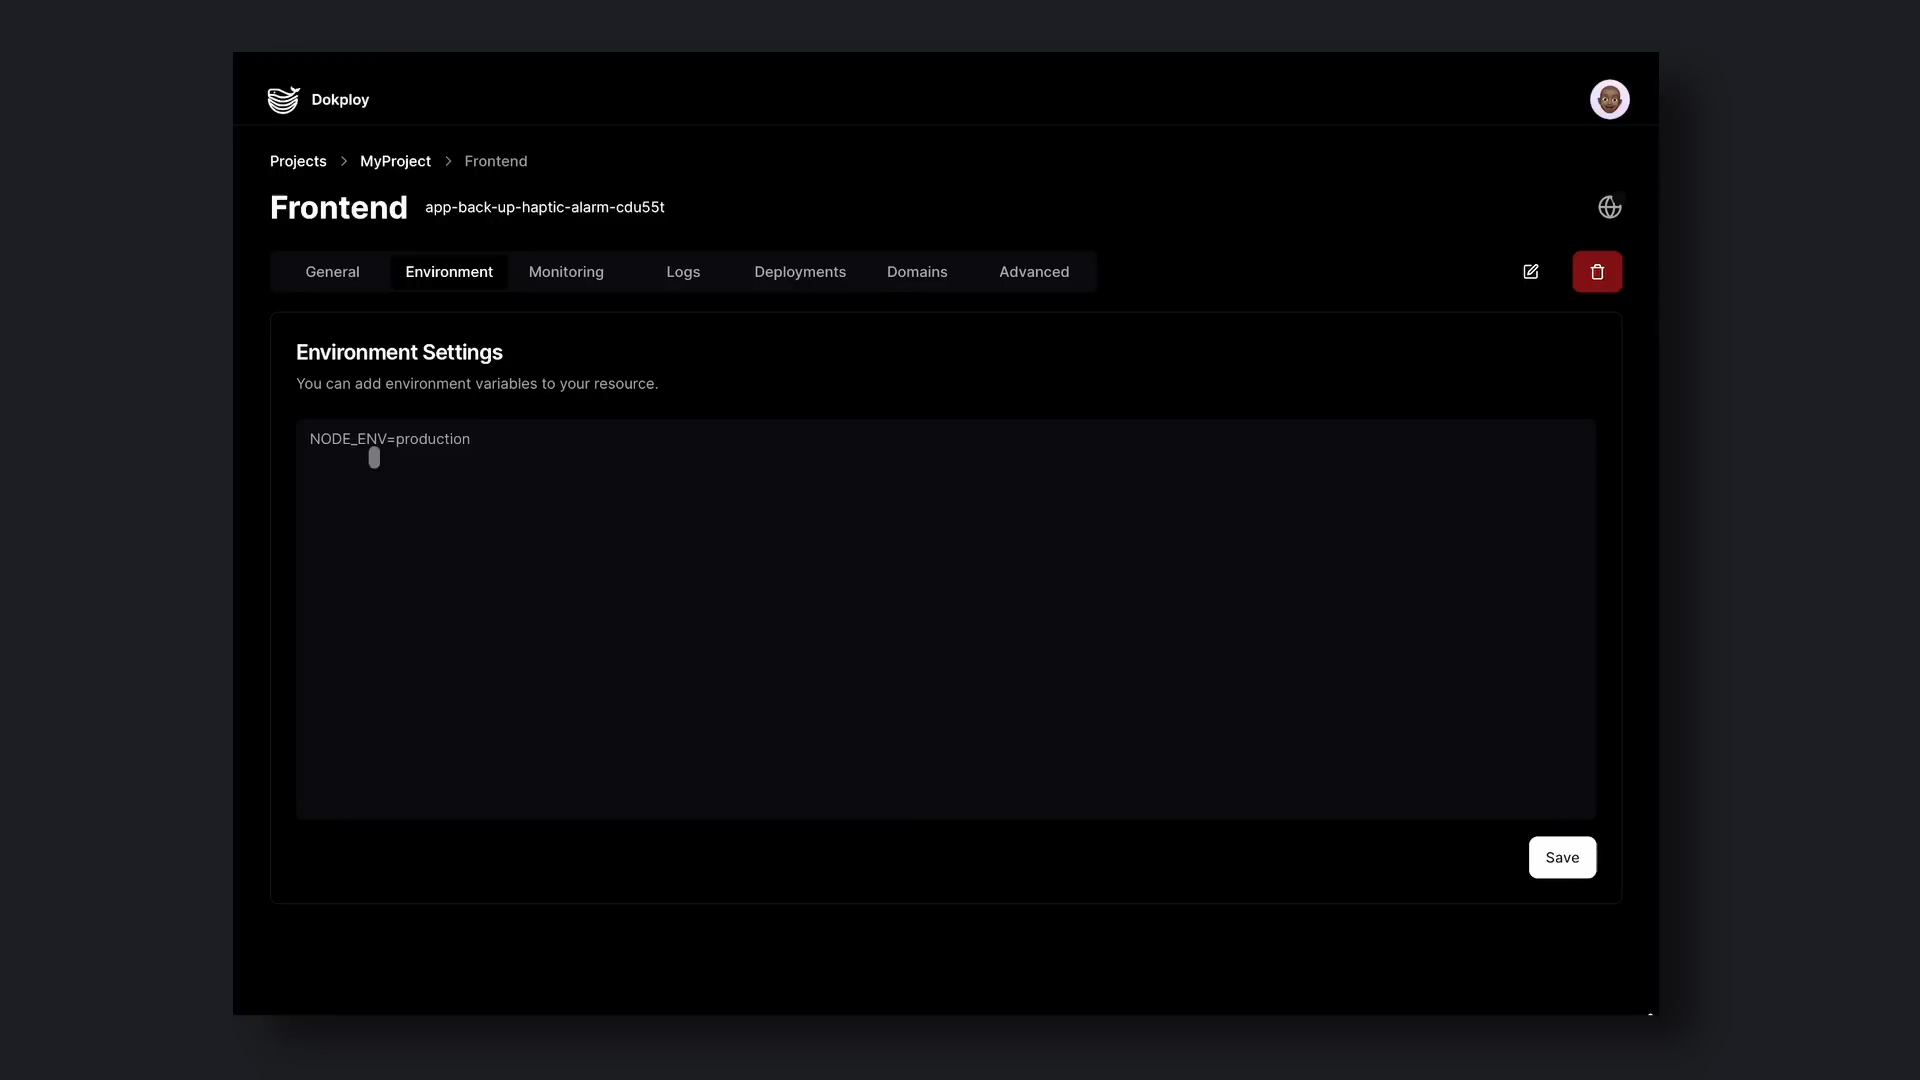 Dokploy
Projects > MyProject > Frontend
Frontend app-back-up-haptic-alarm-cdu55t
General Environment Monitoring Logs Deployments Domains Advanced
Environment Settings
You can add environment variables to your resource.
NODE_ENV=production
Save